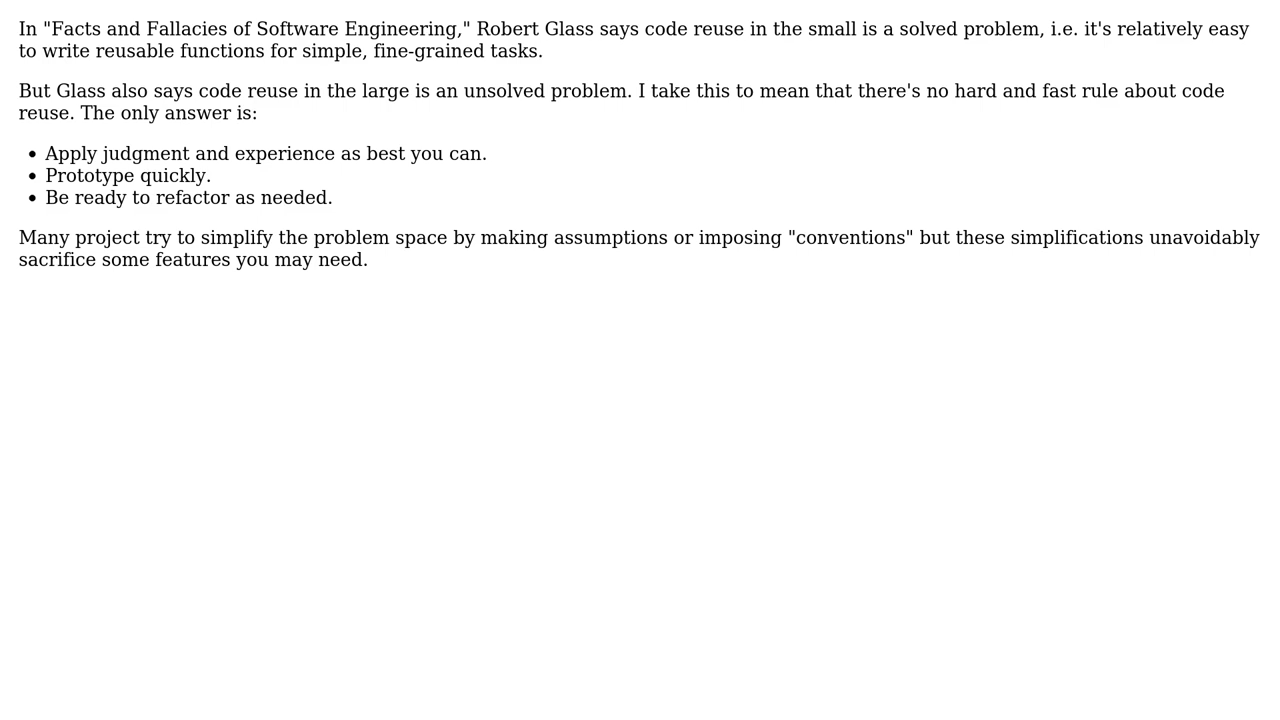 In "Facts and Fallacies of Software Engineering," Robert Glass says code reuse in the small is a solved problem, i.e. it's relatively easy
to write reusable functions for simple, fine-grained tasks.
But Glass also says code reuse in the large is an unsolved problem. I take this to mean that there's no hard and fast rule about code
reuse. The only answer is:
• Apply judgment and experience as best you can.
• Prototype quickly.
• Be ready to refactor as needed.
Many project try to simplify the problem space by making assumptions or imposing "conventions" but these simplifications unavoidably
sacrifice some features you may need.